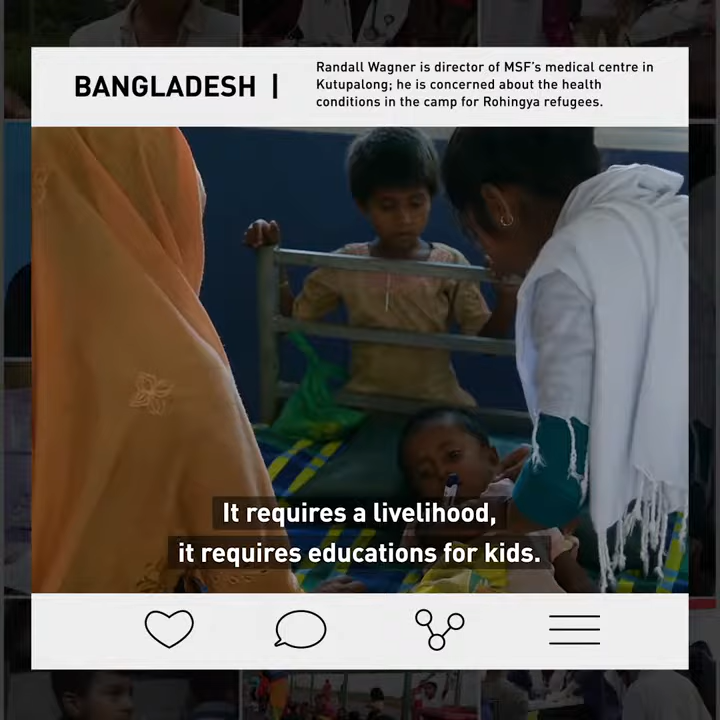 BANGLADESH |
Randall Wagner is director of MSF's medical centre in
Kutupalong; he is concerned about the health
conditions in the camp for Rohingya refugees.
It requires a livelihood,
it requires educations for kids.